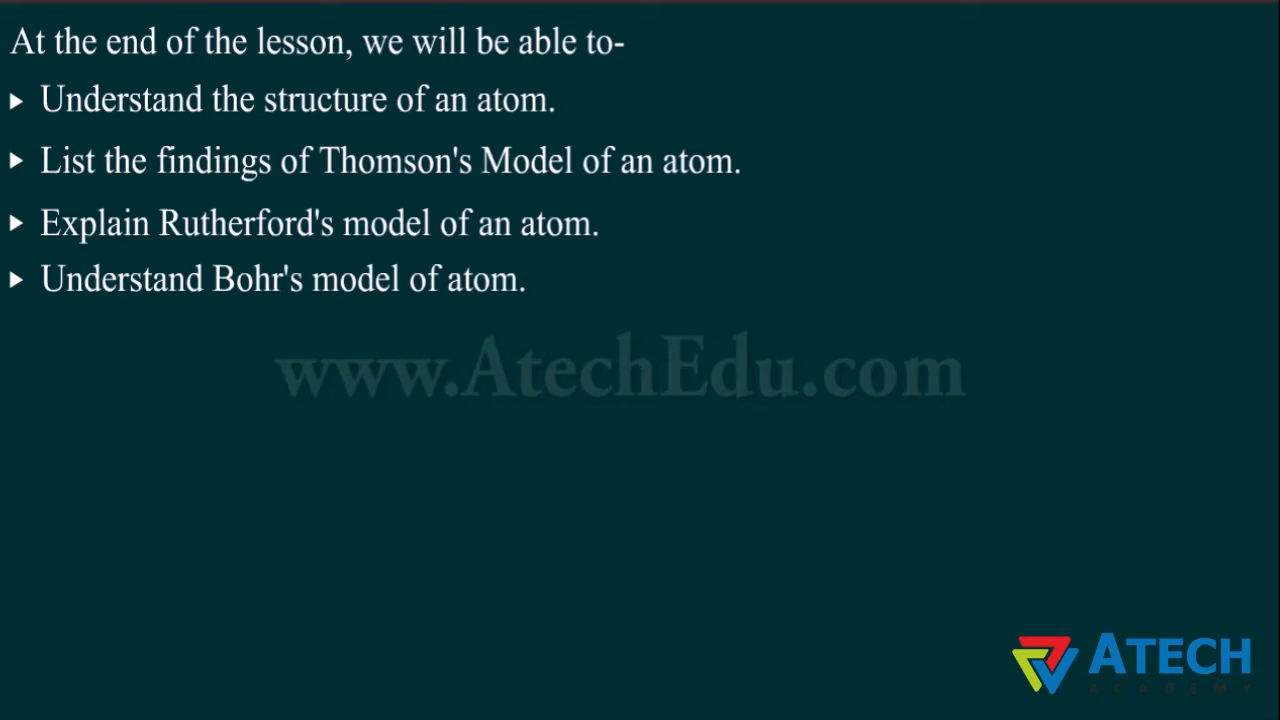 At the end of the lesson, we will be able to-
Understand the structure of an atom.
List the findings of Thomson's Model of an atom.
Explain Rutherford's model of an atom.
Understand Bohr's model of atom.
www.AtechEdu.com
ATECH
ACADEMY